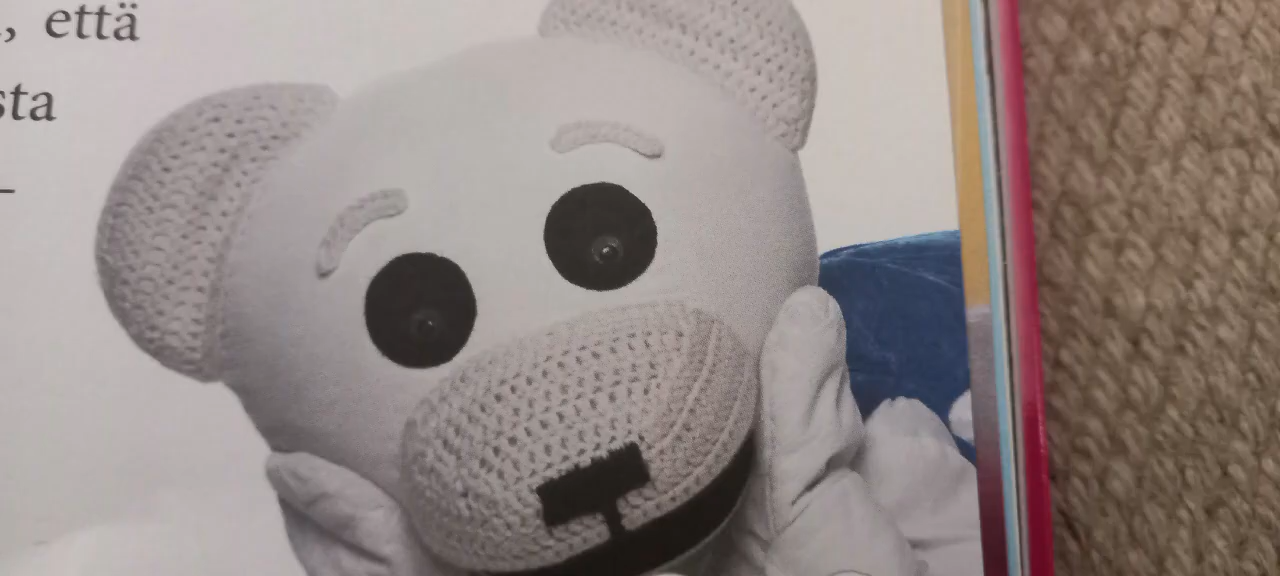 , että
sta
–